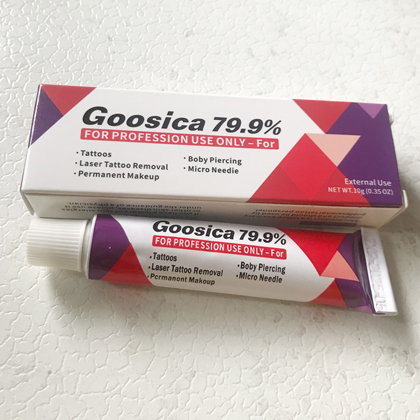 Goosica 79.9%
FOR PROFESSION USE ONLY – For
· Tattoos
· Laser Tattoo Removal
· Permanent Makeup
· Boby Piercing
· Micro Needle
External Use
NET WT.10g (0.35 OZ)
Goosica 79.9%
FOR PROFESSION USE ONLY – For
· Tattoos
· Laser Tattoo Removal
· Permanent Makeup
· Boby Piercing
· Micro Needle